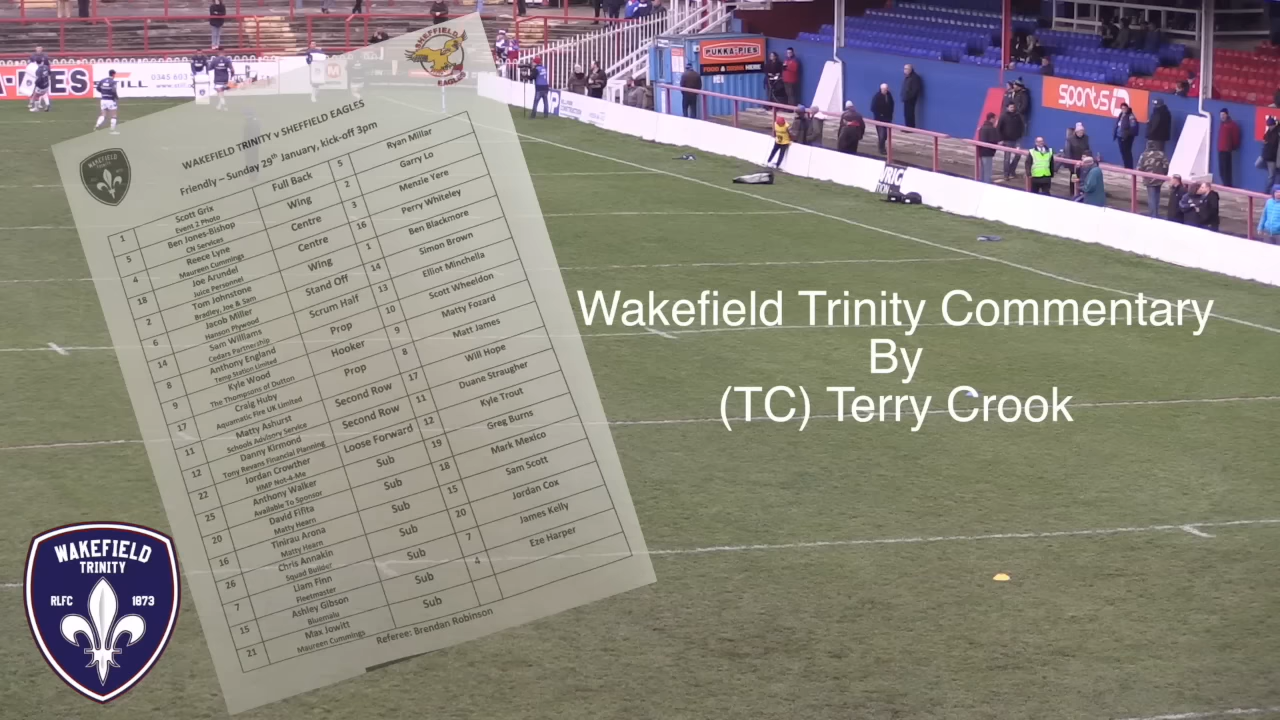 SHEFFIELD
EAGLES
WAKEFIELD TRINITY v SHEFFIELD EAGLES
Friendly – Sunday 29th January, kick-off 3pm
1 Scott Grix Full Back 5 Ryan Millar
Event 2 Photo
5 Ben Jones-Bishop Wing 2 Garry Lo
CN Services
4 Reece Lyne Centre 3 Menzie Yere
Maureen Cummings
18 Joe Arundel Centre 16 Perry Whiteley
Juice Personnel
2 Tom Johnstone Wing 1 Ben Blackmore
Bradley, Joe & Sam
6 Jacob Miller Stand Off 14 Simon Brown
Hanson Plywood
14 Sam Williams Scrum Half 13 Elliot Minchella
Cedars Partnership
8 Anthony England Prop 10 Scott Wheeldon
Temp Station Limited
9 Kyle Wood Hooker 9 Matty Fozard
The Thompsons of Dutton
17 Craig Huby Prop 8 Matt James
Aquamatic Fire UK Limited
11 Matty Ashurst Second Row 17 Will Hope
Schools Advisory Service
12 Danny Kirmond Second Row 11 Duane Straugher
Tony Revans Financial Planning
22 Jordan Crowther Loose Forward 12 Kyle Trout
HMP Not-4-Me
25 Anthony Walker Sub 19 Greg Burns
Available To Sponsor
20 David Fifita Sub 18 Mark Mexico
Matty Hearn
16 Tinirau Arona Sub 15 Sam Scott
Matty Hearn
26 Chris Annakin Sub 20 Jordan Cox
Squad Builder
7 Liam Finn Sub 7 James Kelly
Fleetmaster
15 Ashley Gibson Sub 4 Eze Harper
Bluemalu
21 Max Jowitt Sub
Maureen Cummings
Referee: Brendan Robinson
PUKKA-PIES
FOOD & DRINK
HERE
sports
0345 603
Wakefield Trinity Commentary
By
(TC) Terry Crook
WAKEFIELD
TRINITY
RLFC 1873